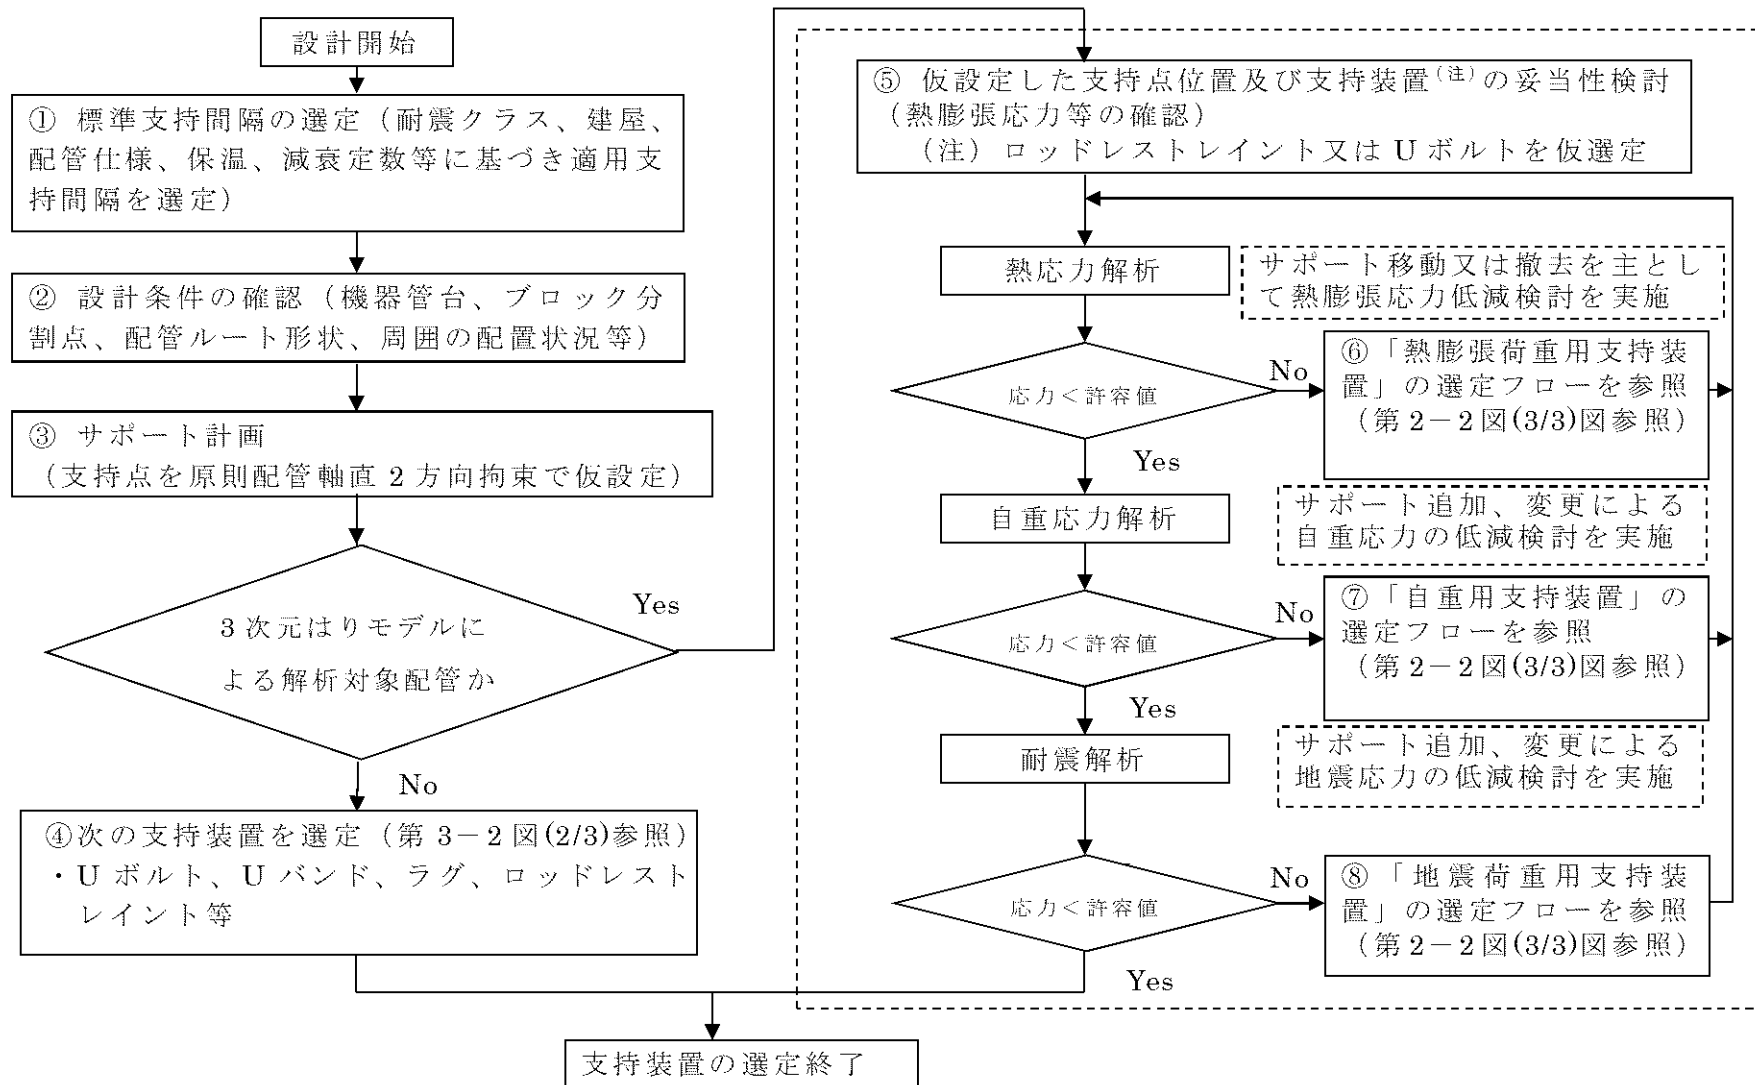 設計開始
① 標準支持間隔の選定（耐震クラス、建屋、
配管仕様、保温、減衰定数等に基づき適用支
持間隔を選定）
② 設計条件の確認（機器管台、ブロック分
割点、配管ルート形状、周囲の配置状況等）
③ サポート計画
（支持点を原則配管軸直 2 方向拘束で仮設定）
3 次元はりモデルに
よる解析対象配管か
Yes
No
④次の支持装置を選定（第 3－2 図(2/3)参照）
・U ボルト、U バンド、ラグ、ロッドレスト
レイント等
⑤ 仮設定した支持点位置及び支持装置(注)の妥当性検討
（熱膨張応力等の確認）
（注）ロッドレストレイント又は U ボルトを仮選定
熱応力解析
サポート移動又は撤去を主とし
て熱膨張応力低減検討を実施
応力＜許容値
No
⑥「熱膨張荷重用支持装
置」の選定フローを参照
（第 2－2 図(3/3)図参照）
Yes
自重応力解析
サポート追加、変更による
自重応力の低減検討を実施
応力＜許容値
No
⑦「自重用支持装置」の
選定フローを参照
（第 2－2 図(3/3)図参照）
Yes
耐震解析
サポート追加、変更による
地震応力の低減検討を実施
応力＜許容値
No
⑧「地震荷重用支持装
置」の選定フローを参照
（第 2－2 図(3/3)図参照）
Yes
支持装置の選定終了